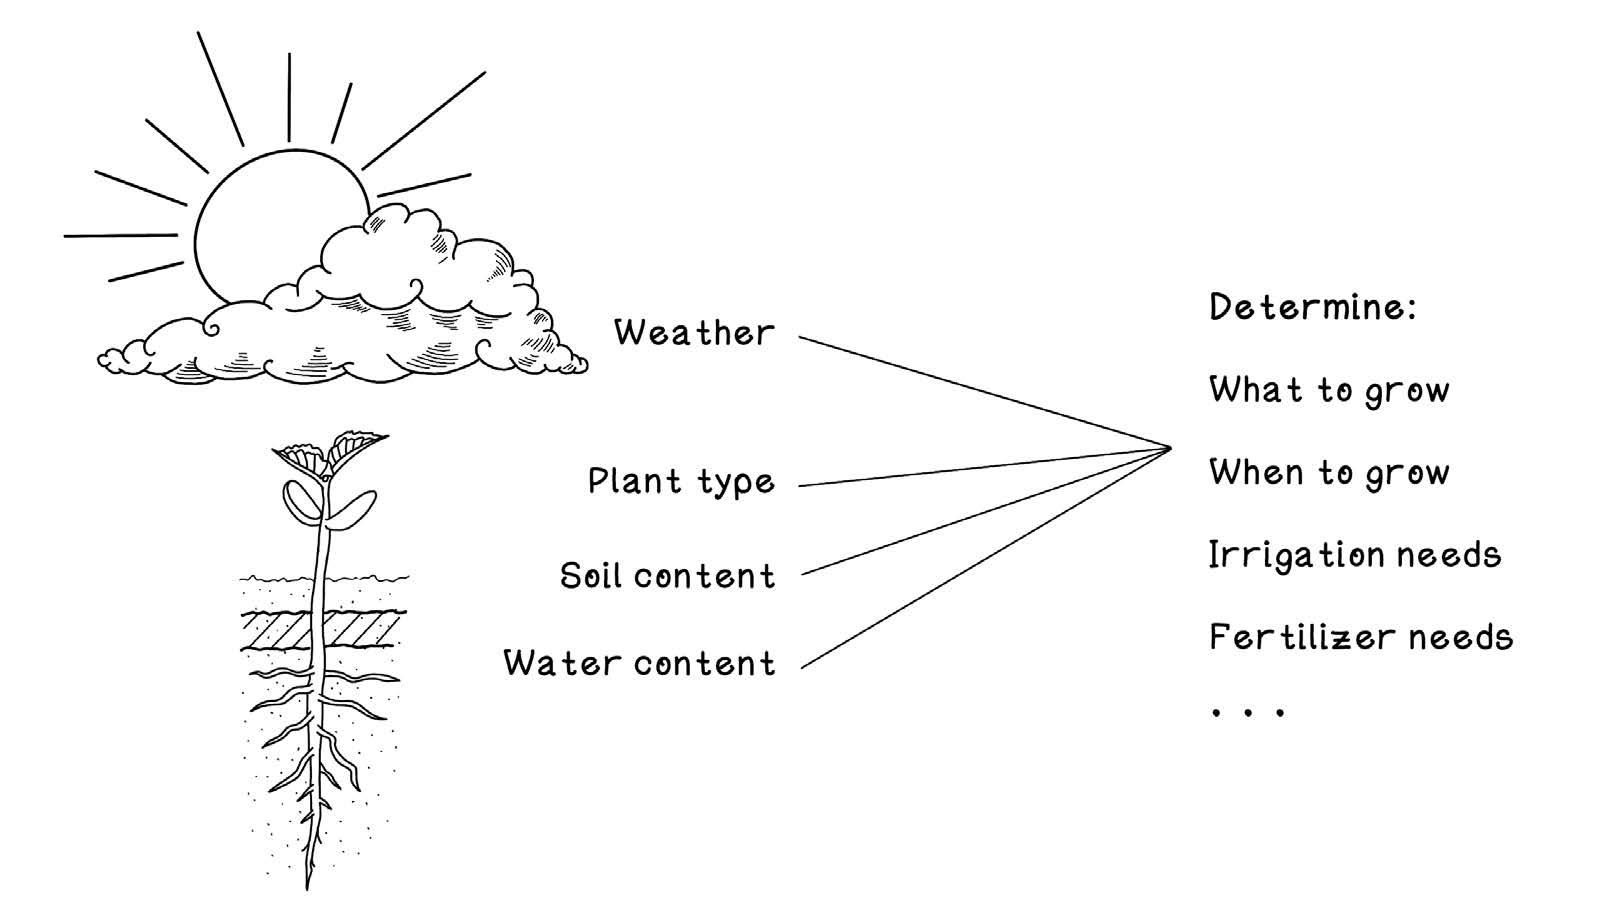 Weather
Plant type
Soil content
Water content
Determine:
What to grow
When to grow
Irrigation needs
Fertilizer needs
. . .